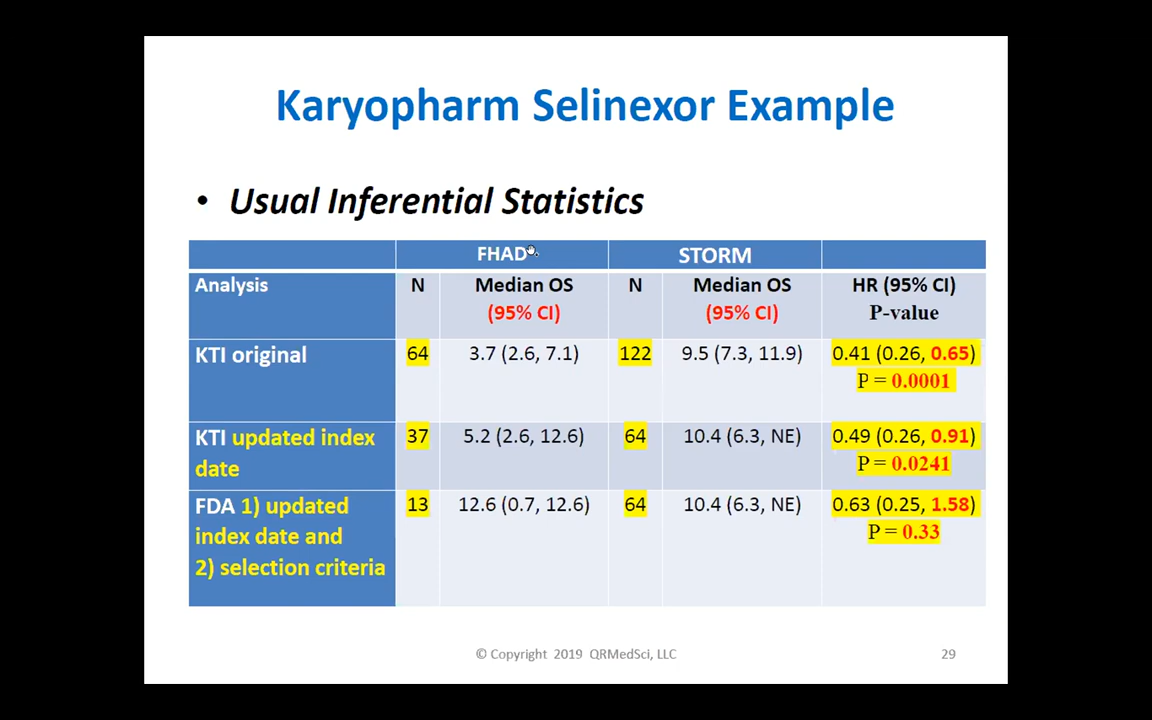 Karyopharm Selinexor Example
• Usual Inferential Statistics
FHAD STORM
Analysis N Median OS N Median OS HR (95% CI)
(95% CI) (95% CI) P-value
KTI original 64 3.7 (2.6, 7.1) 122 9.5 (7.3, 11.9) 0.41 (0.26, 0.65)
P = 0.0001
KTI updated index 37 5.2 (2.6, 12.6) 64 10.4 (6.3, NE) 0.49 (0.26, 0.91)
date P = 0.0241
FDA 1) updated 13 12.6 (0.7, 12.6) 64 10.4 (6.3, NE) 0.63 (0.25, 1.58)
index date and P = 0.33
2) selection criteria
© Copyright 2019 QRMedSci, LLC 29